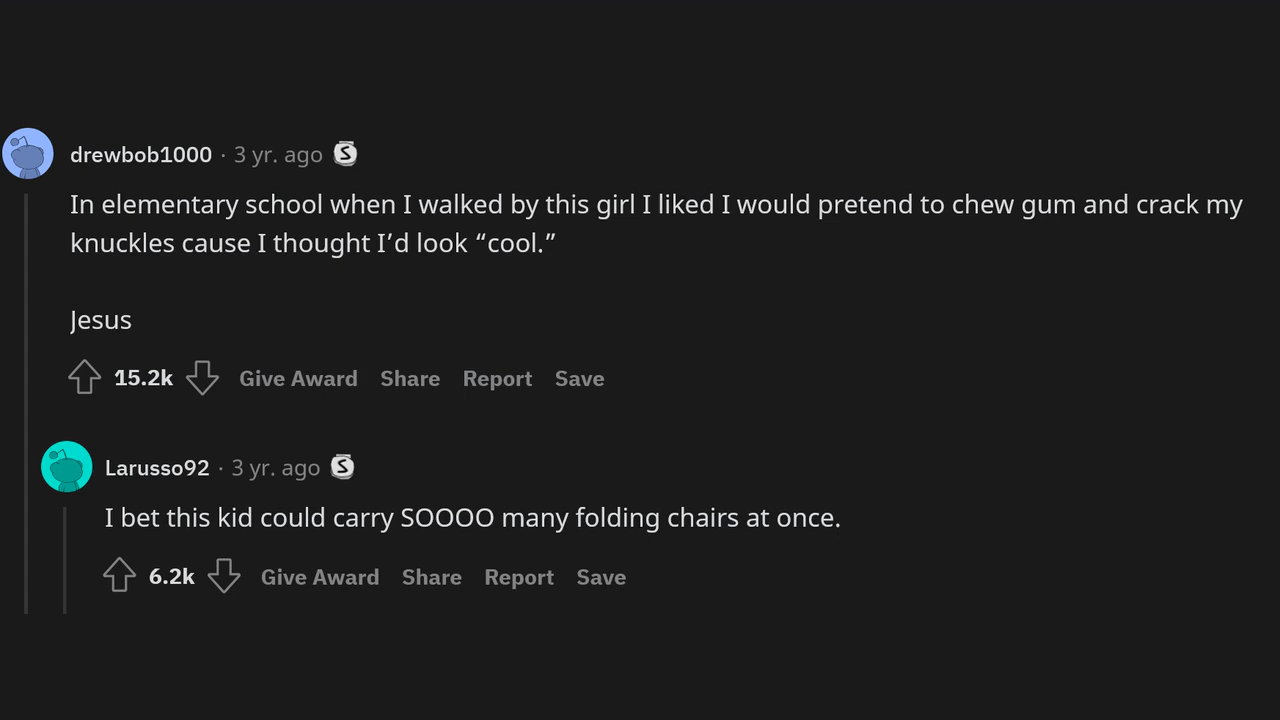 drewbob1000 · 3 yr. ago
In elementary school when I walked by this girl I liked I would pretend to chew gum and crack my
knuckles cause I thought I’d look “cool.”
Jesus
15.2k Give Award Share Report Save
Larusso92 · 3 yr. ago
I bet this kid could carry SOOOO many folding chairs at once.
6.2k Give Award Share Report Save